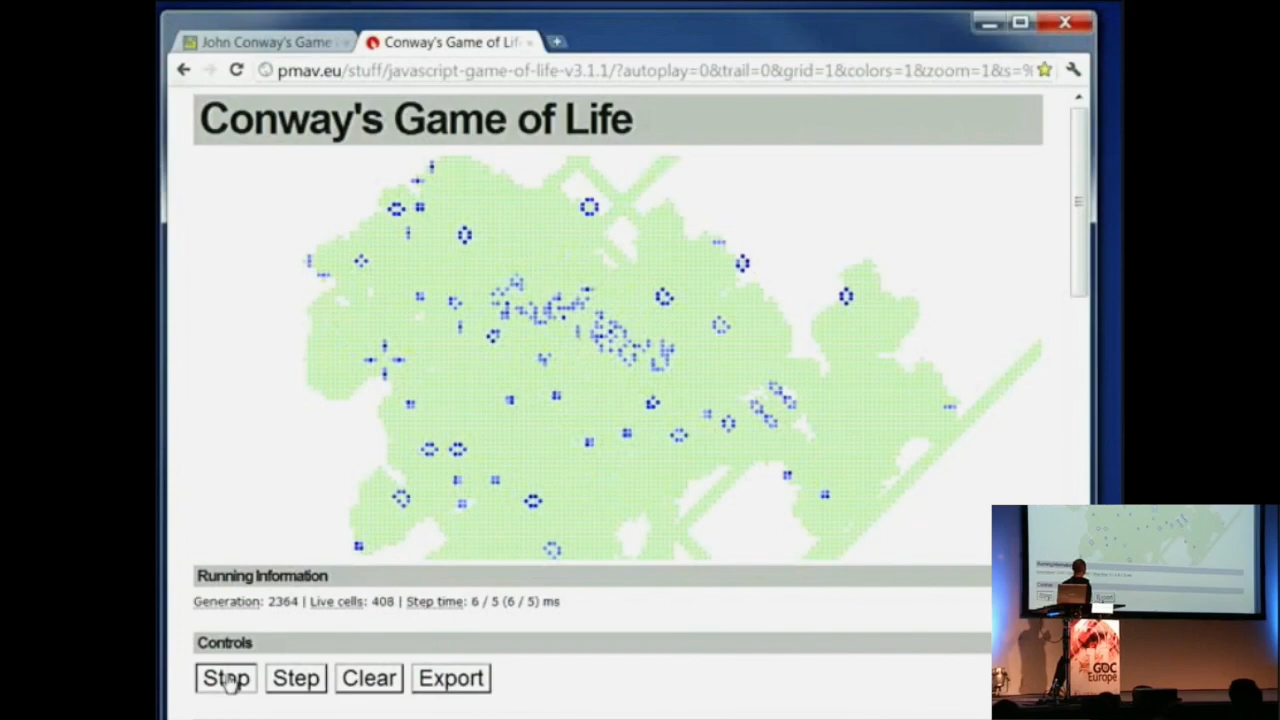 John Conway's Game
Conway's Game of Lif
pmav.eu/stuff/javascript-game-of-life-v3.1.1/?autoplay=0&trail=0&grid=1&colors=1&zoom=1&s=%
Conway's Game of Life
Running Information
Generation: 2364 | Live cells: 408 | Step time: 6 / 5 (6 / 5) ms
Controls
Stop Step Clear Export
Export
GDC
Europe